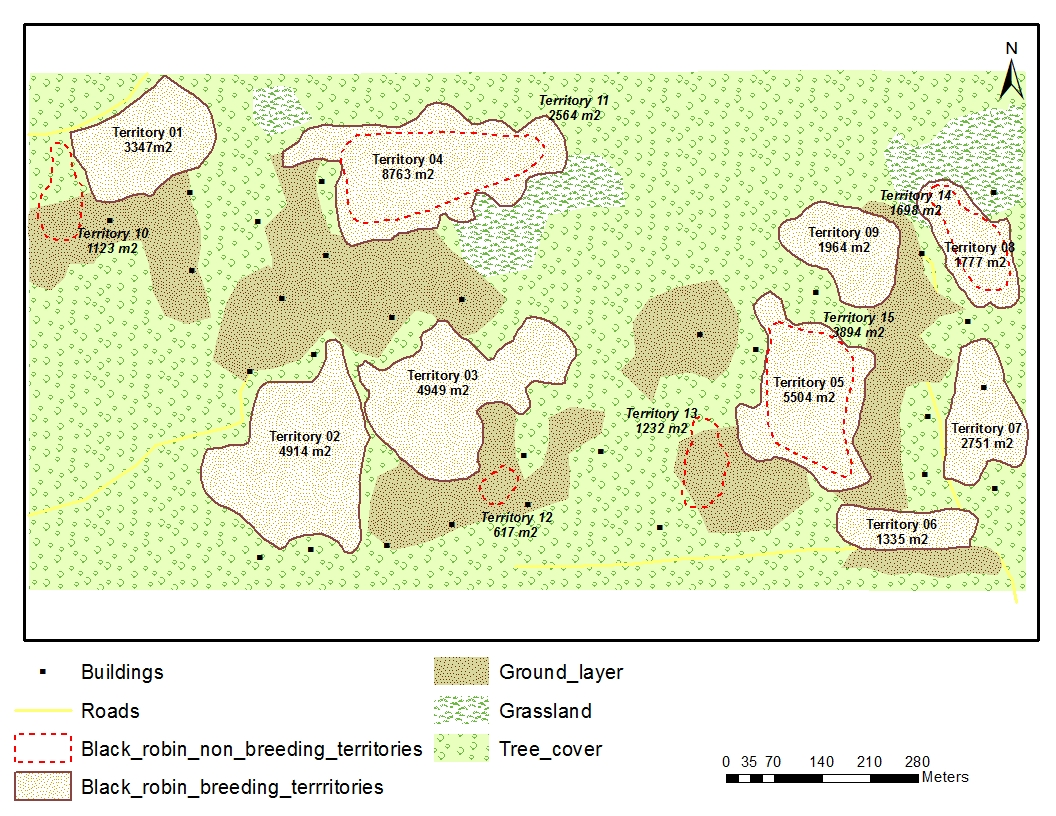 N
Territory 11
2564 m2
Territory 01
3347m2
Territory 04
8763 m2
Territory 14
1698 m2
Territory 10
1123 m2
Territory 09
1964 m2
Territory 08
1777 m2
Territory 15
3894 m2
Territory 03
4949 m2
Territory 05
5504 m2
Territory 13
1232 m2
Territory 02
4914 m2
Territory 07
2751 m2
Territory 12
617 m2
Territory 06
1335 m2
Buildings
Roads
Black_robin_non_breeding_territories
Black_robin_breeding_terrritories
Ground_layer
Grassland
Tree_cover
0 35 70 140 210 280
Meters